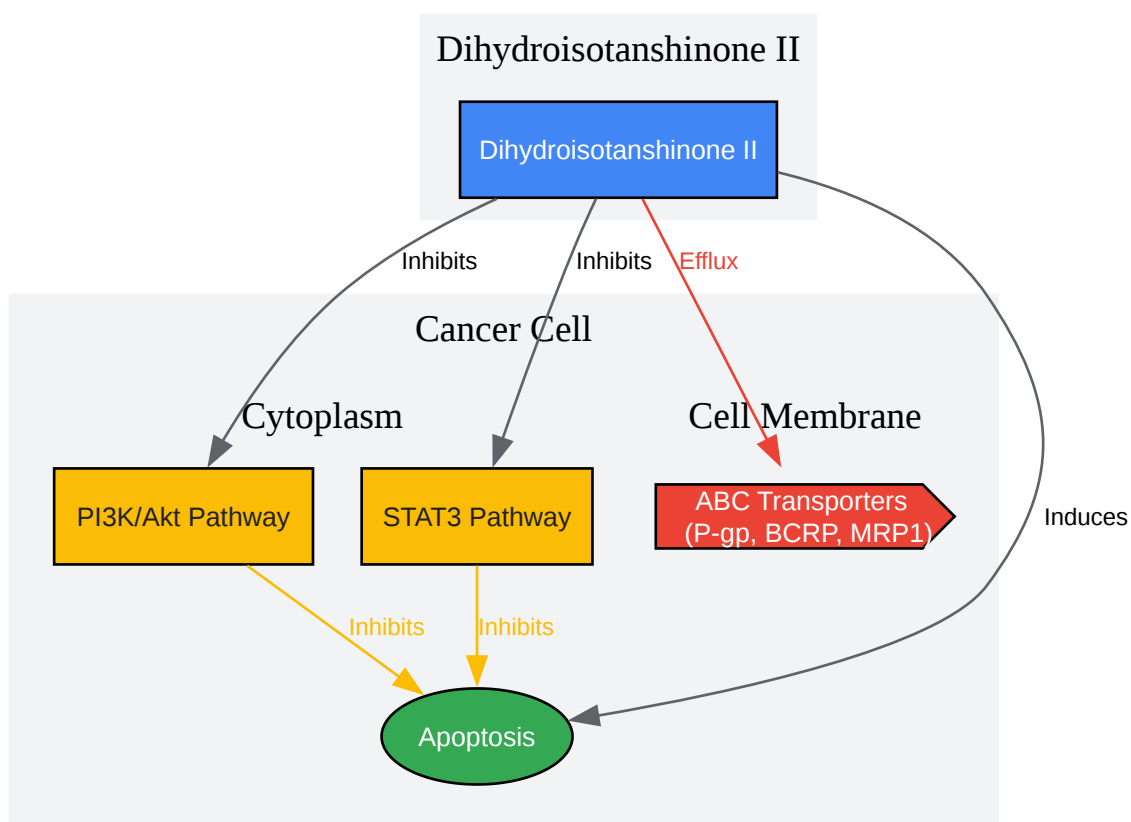 Dihydroisotanshinone II
Dihydroisotanshinone II
Inhibits
Inhibits
Efflux
Cancer Cell
Cytoplasm
Cell Membrane
PI3K/Akt Pathway
STAT3 Pathway
ABC Transporters
(P-gp, BCRP, MRP1)
Induces
Inhibits
Inhibits
Apoptosis